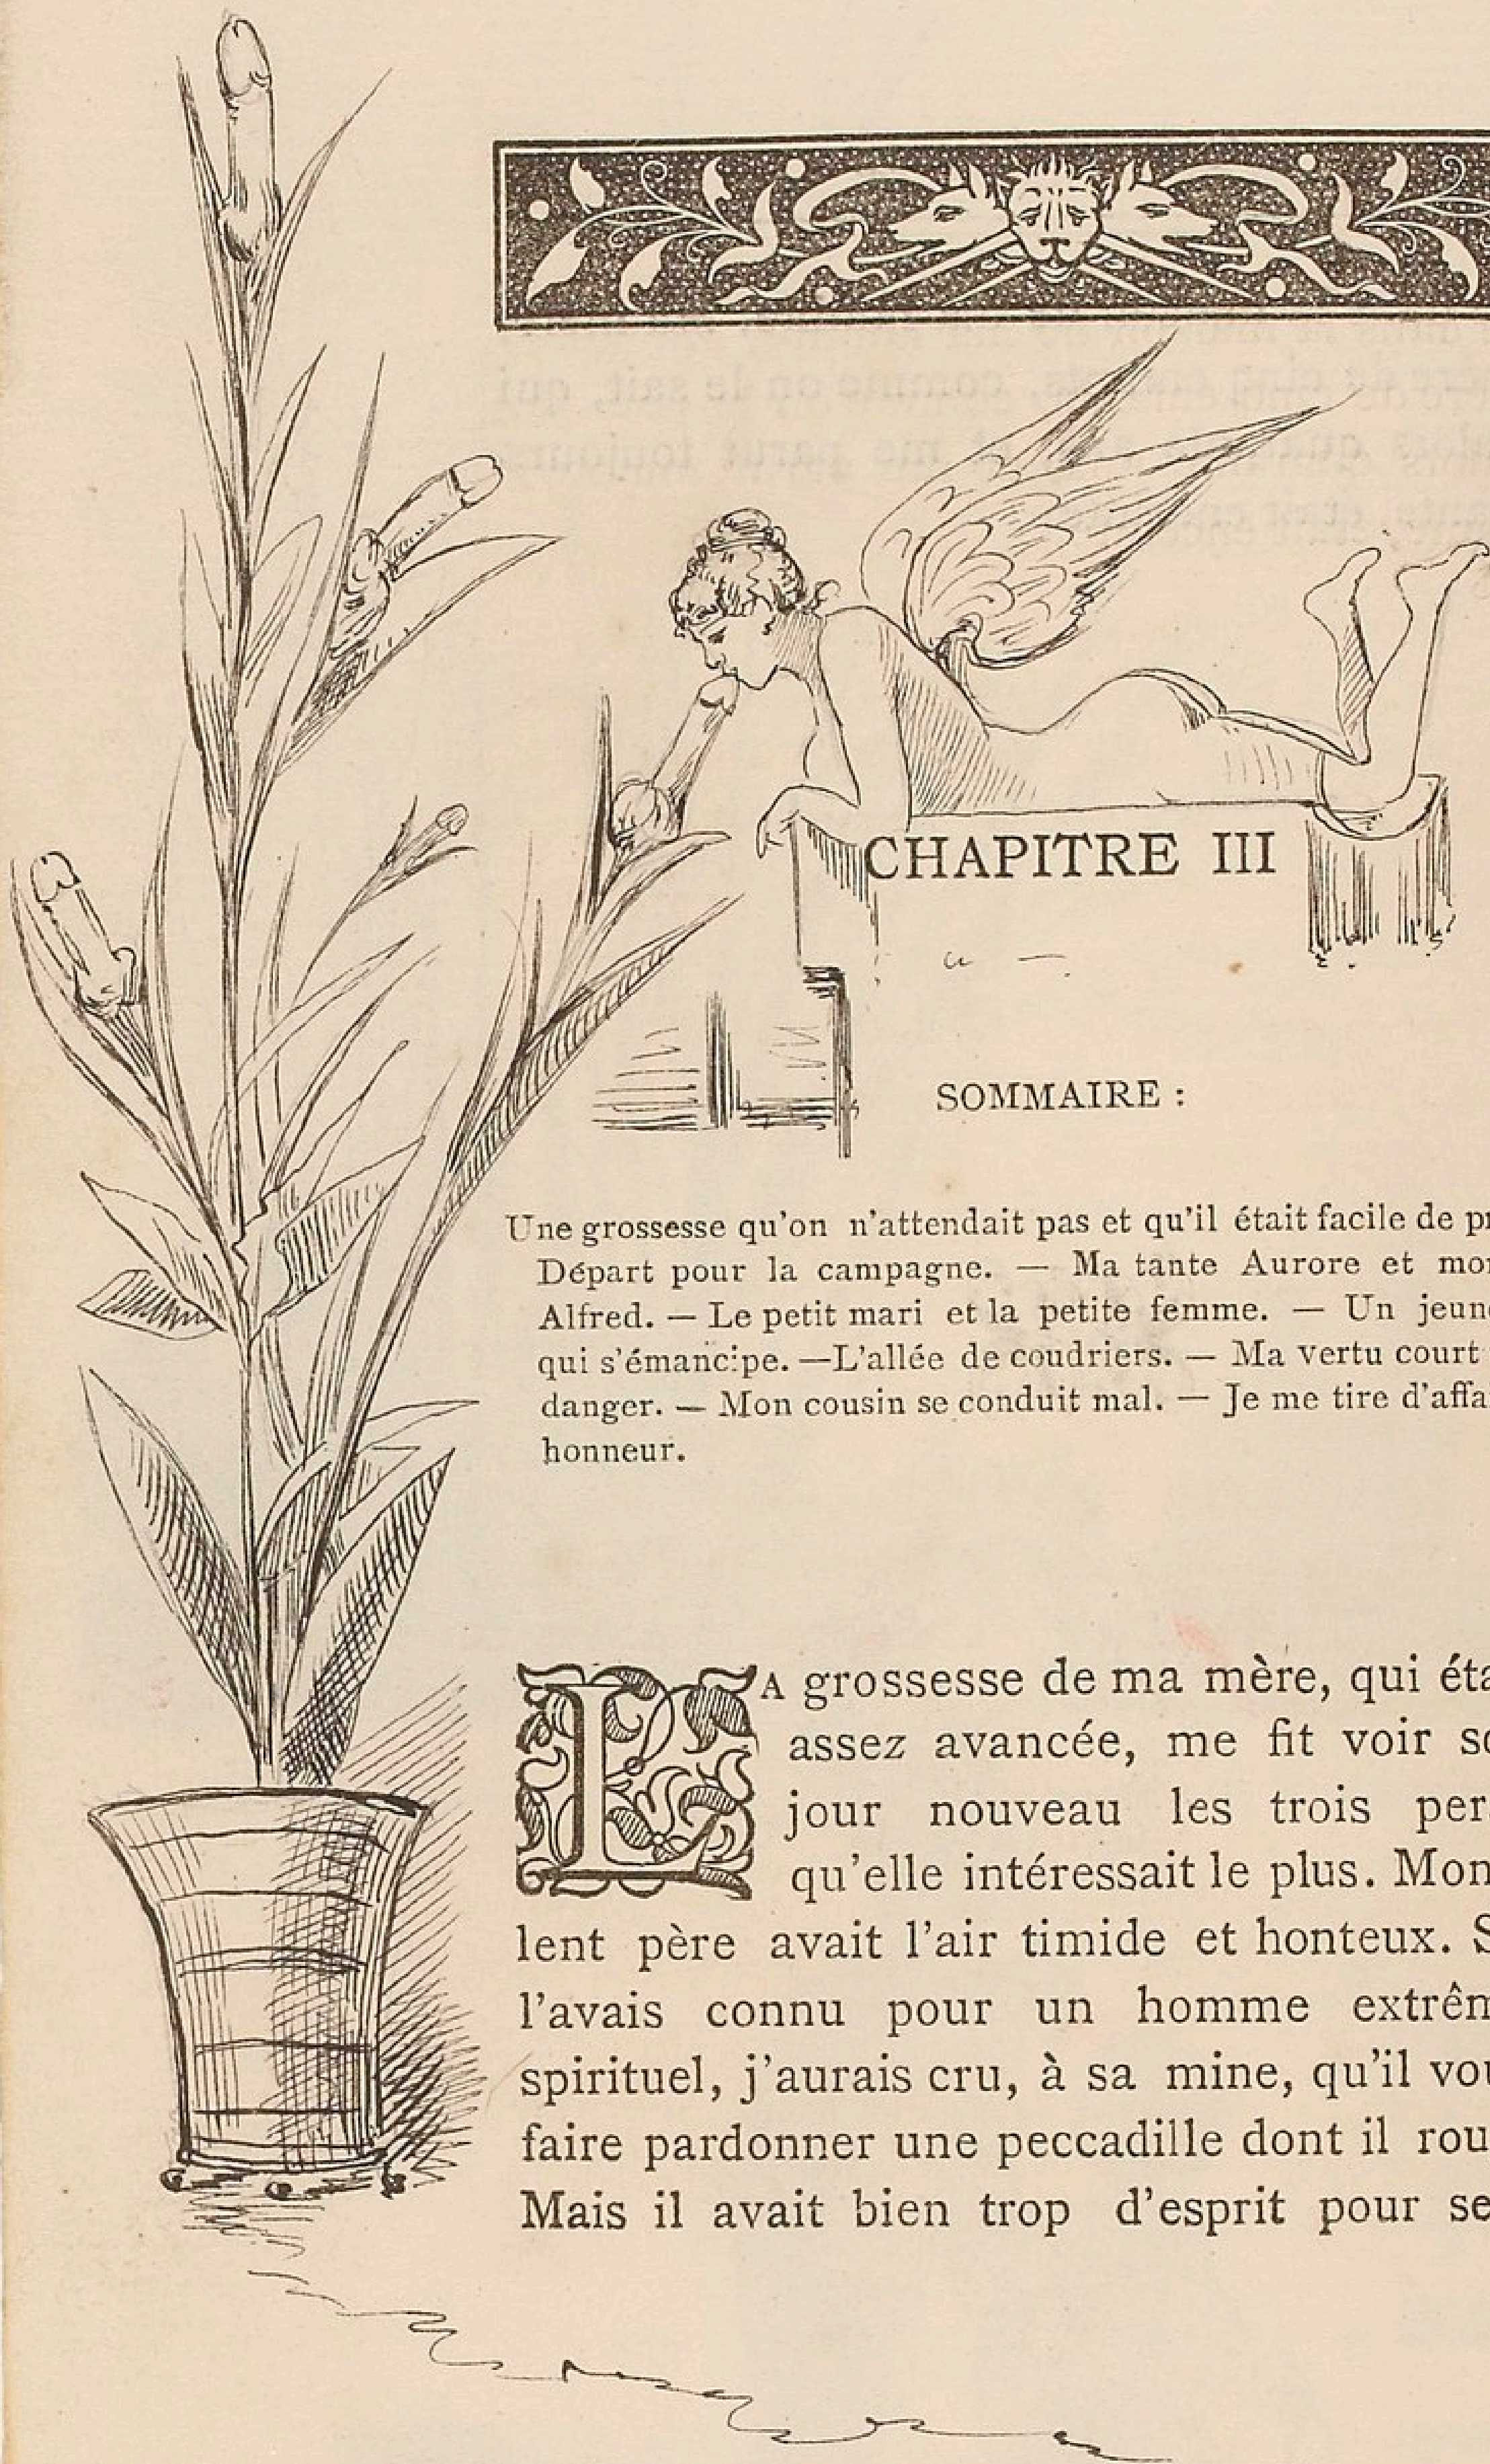 CHAPITRE III
SOMMAIRE :
Une grossesse qu'on n'attendait pas et qu'il était facile de pr
Départ pour la campagne. — Ma tante Aurore et mon
Alfred. — Le petit mari et la petite femme. — Un jeune
qui s'émancipe. —L'allée de coudriers. — Ma vertu court
danger. — Mon cousin se conduit mal. — Je me tire d'affai
honneur.
LA grossesse de ma mère, qui éta
assez avancée, me fit voir so
jour nouveau les trois per
qu'elle intéressait le plus. Mon
lent père avait l'air timide et honteux. S
l'avais connu pour un homme extrêm
spirituel, j'aurais cru, à sa mine, qu'il vou
faire pardonner une peccadille dont il rou
Mais il avait bien trop d'esprit pour se